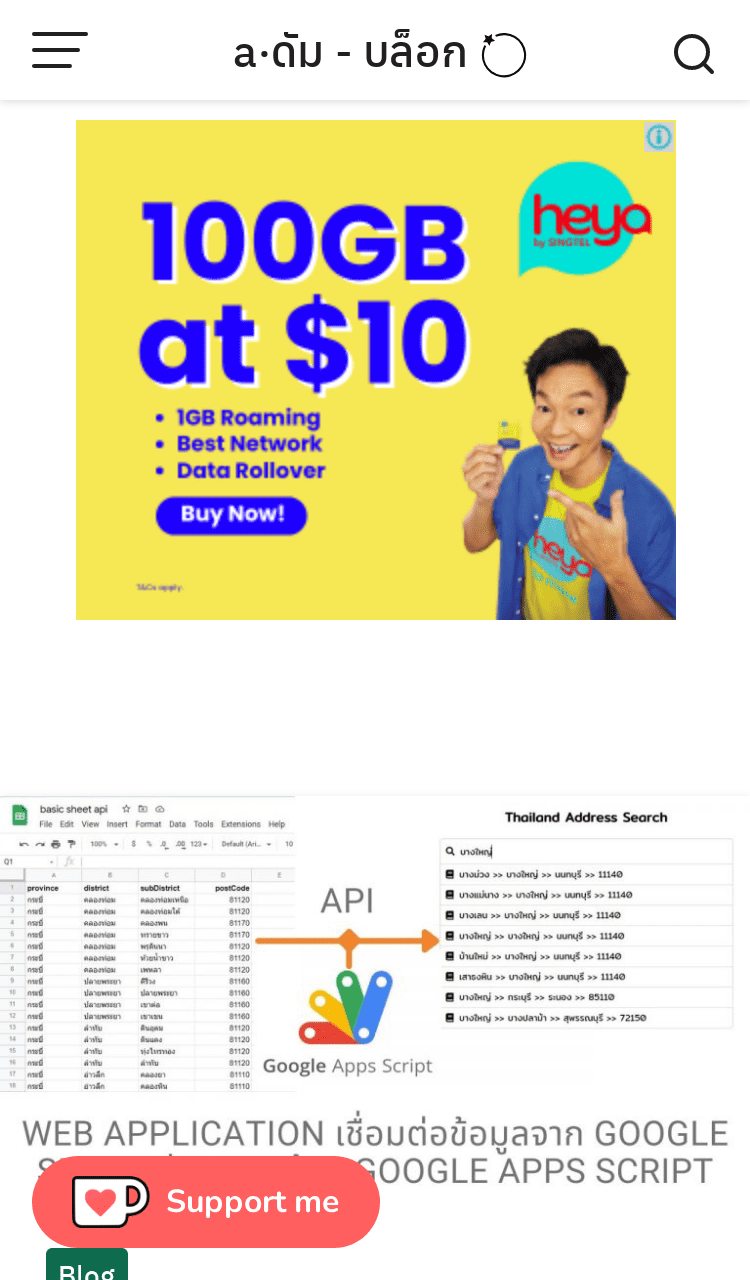 a·ดัม - บล็อก
heya
by SINGTEL
100GB
at $10
• 1GB Roaming
• Best Network
• Data Rollover
Buy Now!
heya
T&Cs apply.
basic sheet api
File Edit View Insert Format Data Tools Extensions Help
100% $ % .0 .00 123 Default (Ari... 10
Q1
A B C D E
1 province district subDistrict postCode
2 กระบี่ คลองท่อม คลองท่อมเหนือ 81120
3 กระบี่ คลองท่อม คลองท่อมใต้ 81120
4 กระบี่ คลองท่อม คลองพน 81170
5 กระบี่ คลองท่อม ทรายขาว 81170
6 กระบี่ คลองท่อม พรุดินนา 81120
7 กระบี่ คลองท่อม ห้วยน้ำขาว 81120
8 กระบี่ คลองท่อม เพหลา 81120
9 กระบี่ ปลายพระยา คีรีวง 81160
10 กระบี่ ปลายพระยา ปลายพระยา 81160
11 กระบี่ ปลายพระยา เขาต่อ 81160
12 กระบี่ ปลายพระยา เขาเขน 81160
13 กระบี่ ลำทับ ดินอุดม 81120
14 กระบี่ ลำทับ ดินแดง 81120
15 กระบี่ ลำทับ ทุ่งไทรทอง 81120
16 กระบี่ ลำทับ ลำทับ 81120
17 กระบี่ อ่าวลึก คลองยา 81110
18 กระบี่ อ่าวลึก คลองหิน 81110
API
Google Apps Script
Thailand Address Search
บางใหญ่
บางม่วง >> บางใหญ่ >> นนทบุรี >> 11140
บางแม่นาง >> บางใหญ่ >> นนทบุรี >> 11140
บางเลน >> บางใหญ่ >> นนทบุรี >> 11140
บางใหญ่ >> บางใหญ่ >> นนทบุรี >> 11140
บ้านใหม่ >> บางใหญ่ >> นนทบุรี >> 11140
เสาธงหิน >> บางใหญ่ >> นนทบุรี >> 11140
บางใหญ่ >> กระบุรี >> ระนอง >> 85110
บางใหญ่ >> บางปลาม้า >> สุพรรณบุรี >> 72150
WEB APPLICATION เชื่อมต่อข้อมูลจาก GOOGLE
GOOGLE APPS SCRIPT
Support me
Blog